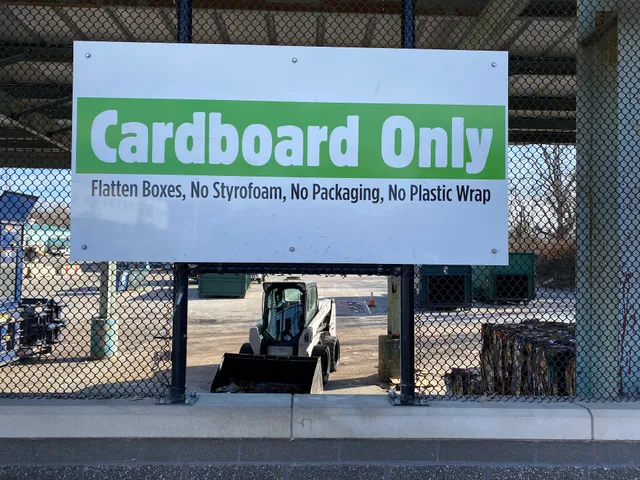 Cardboard Only
Flatten Boxes, No Styrofoam, No Packaging, No Plastic Wrap